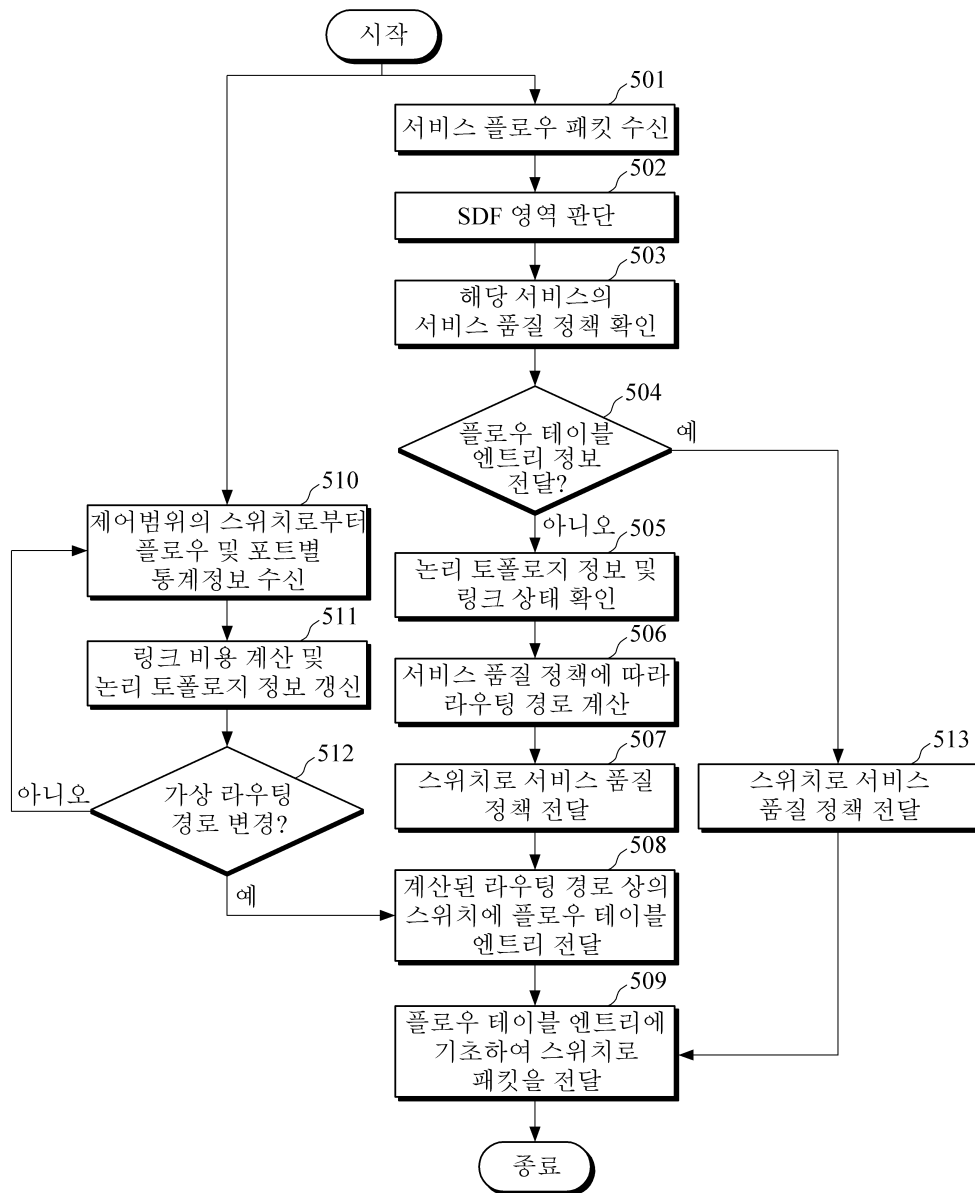 시작
501
서비스 플로우 패킷 수신
502
SDF 영역 판단
503
해당 서비스의
서비스 품질 정책 확인
504
플로우 테이블
엔트리 정보
전달?
예
아니오
510
제어범위의 스위치로부터
플로우 및 포트별
통계정보 수신
505
논리 토폴로지 정보 및
링크 상태 확인
511
링크 비용 계산 및
논리 토폴로지 정보 갱신
506
서비스 품질 정책에 따라
라우팅 경로 계산
512
가상 라우팅
경로 변경?
아니오
예
507
스위치로 서비스 품질
정책 전달
513
스위치로 서비스
품질 정책 전달
508
계산된 라우팅 경로 상의
스위치에 플로우 테이블
엔트리 전달
509
플로우 테이블 엔트리에
기초하여 스위치로
패킷을 전달
종료